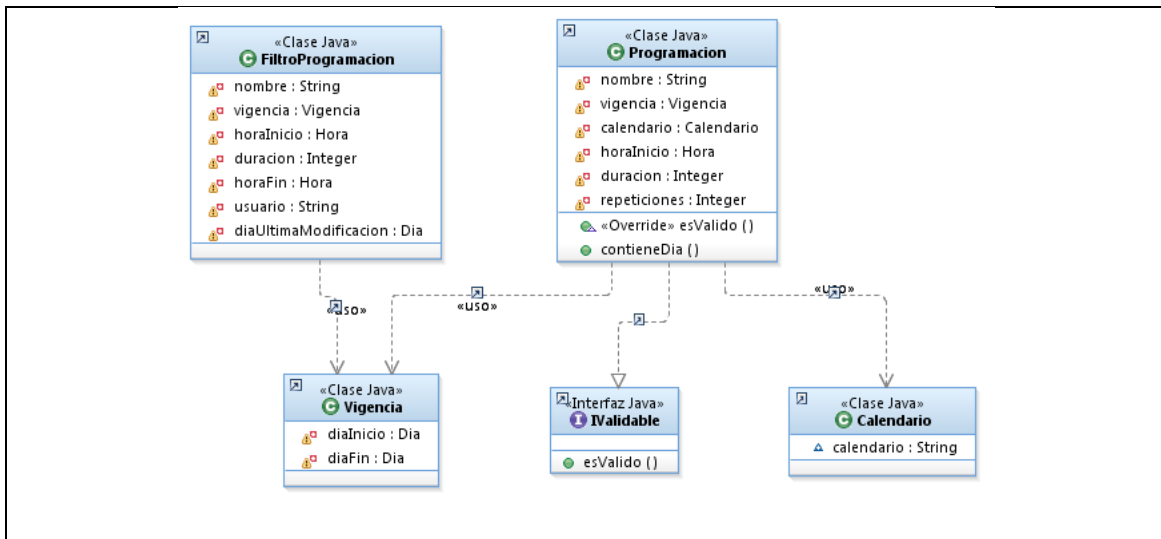 «Clase Java»
FiltroProgramacion
nombre : String
vigencia : Vigencia
horaInicio : Hora
duracion : Integer
horaFin : Hora
usuario : String
diaUltimaModificacion : Dia
«Clase Java»
Programacion
nombre : String
vigencia : Vigencia
calendario : Calendario
horaInicio : Hora
duracion : Integer
repeticiones : Integer
«Override» esValido ()
contieneDia ()
«uso»
«uso»
«uso»
«Clase Java»
Vigencia
diaInicio : Dia
diaFin : Dia
«Interfaz Java»
IValidable
esValido ()
«Clase Java»
Calendario
calendario : String